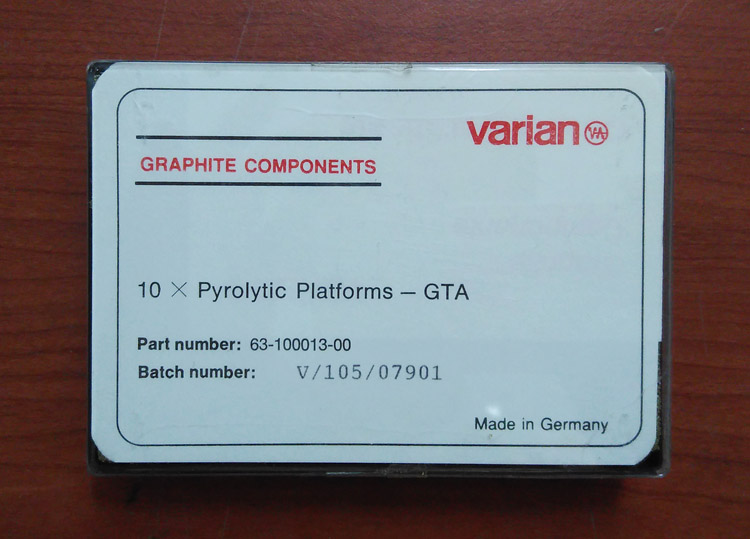 varian VA
GRAPHITE COMPONENTS
10 × Pyrolytic Platforms – GTA
Part number: 63-100013-00
Batch number: V/105/07901
Made in Germany